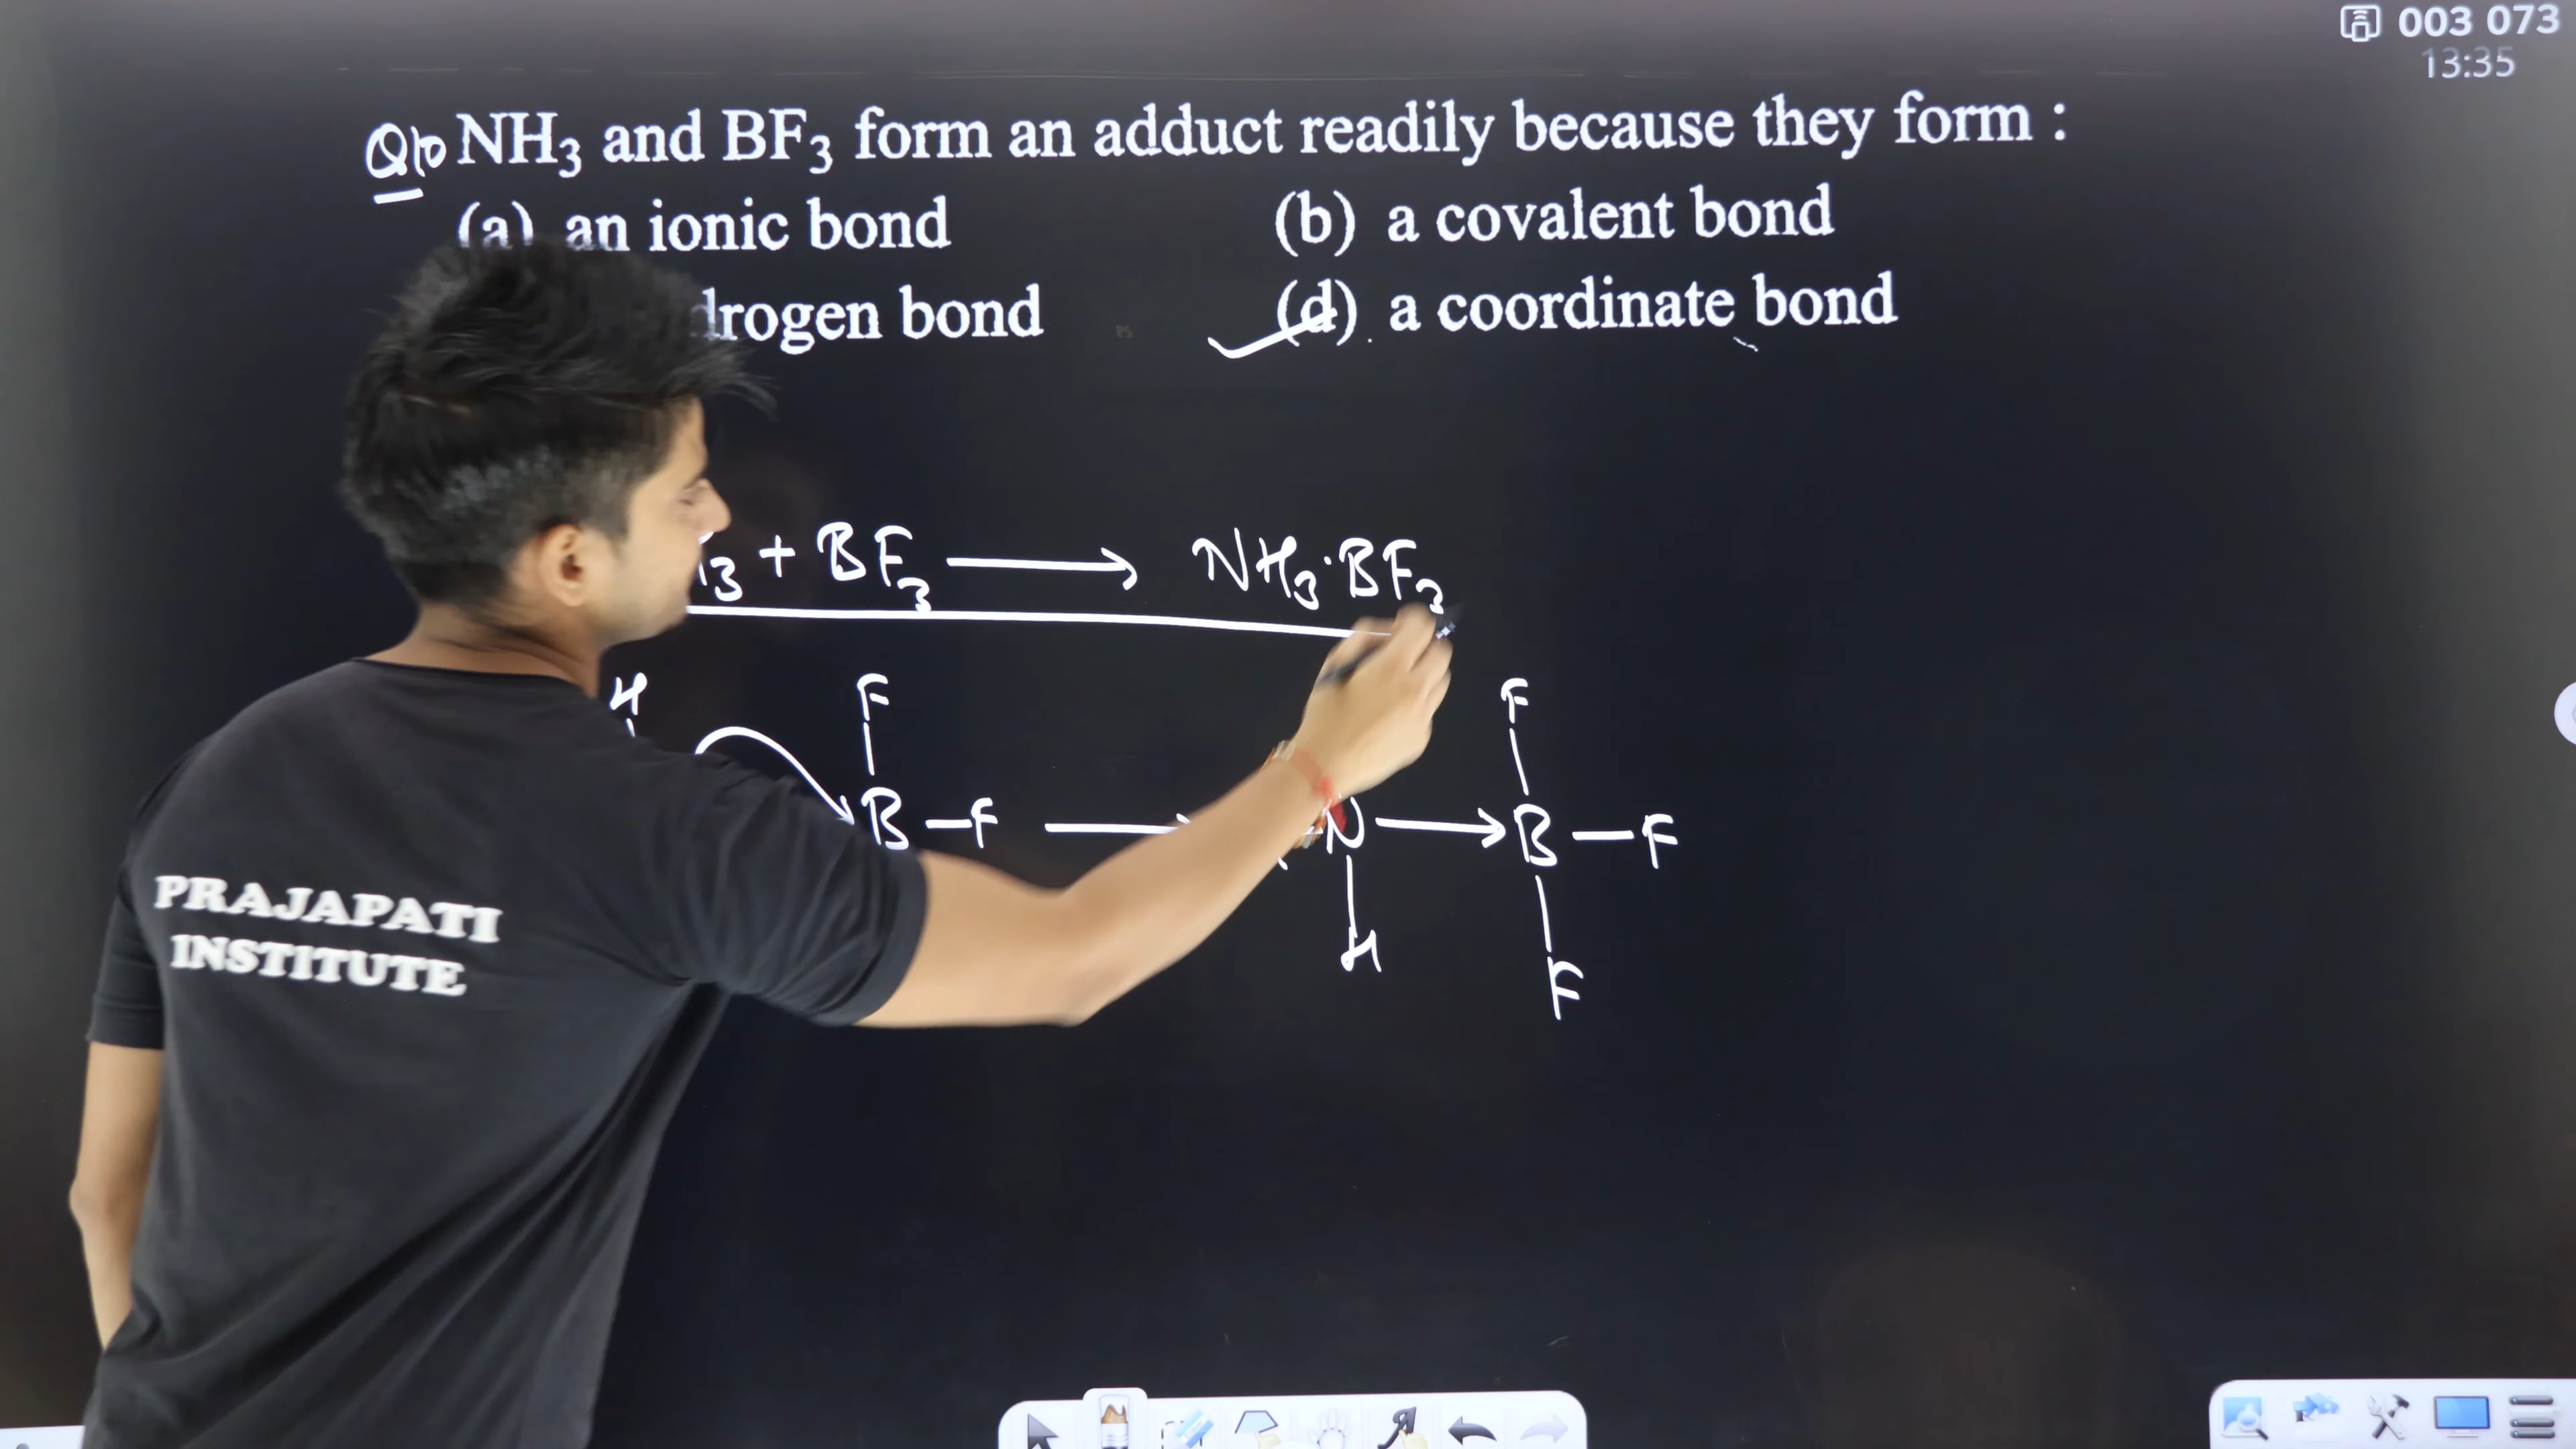 003 073
13:35
Q10 NH3 and BF3 form an adduct readily because they form :
(a) an ionic bond (b) a covalent bond
drogen bond (d) a coordinate bond
3 + BF3 → NH3·BF3
H F F
B – F → N → B – F
H F
PRAJAPATI
INSTITUTE